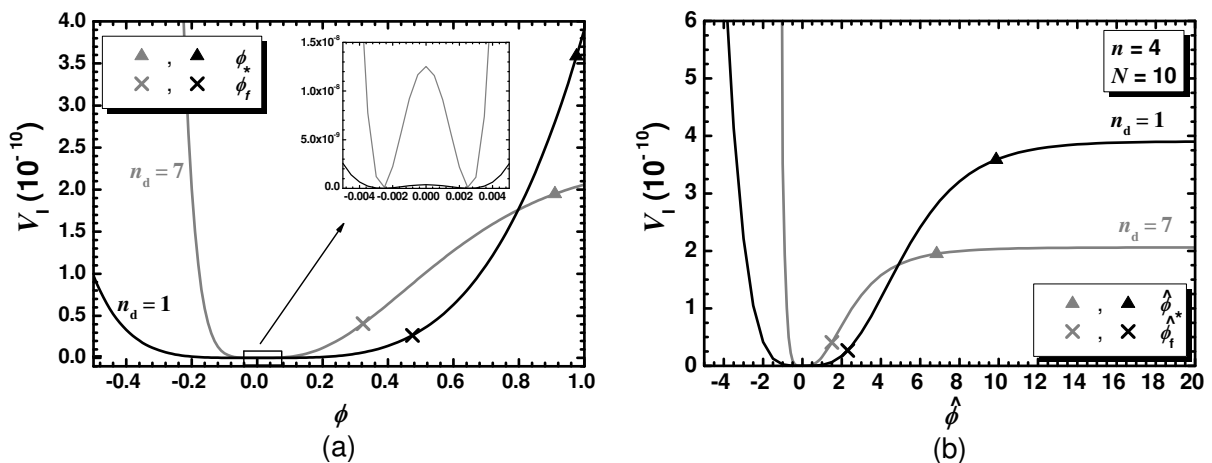 4.0
3.5
3.0
2.5
2.0
1.5
1.0
0.5
0.0
V_I (10^-10)
, ϕ_*
, ϕ_f
1.5x10^-8
1.0x10^-8
5.0x10^-9
0.0
-0.004 -0.002 0.000 0.002 0.004
n_d = 7
n_d = 1
-0.4 -0.2 0.0 0.2 0.4 0.6 0.8 1.0
ϕ
(a)
6
5
4
3
2
1
0
V_I (10^-10)
n = 4
N = 10
n_d = 1
n_d = 7
, ϕ̂_*
, ϕ̂_f
-4 -2 0 2 4 6 8 10 12 14 16 18 20
ϕ̂
(b)